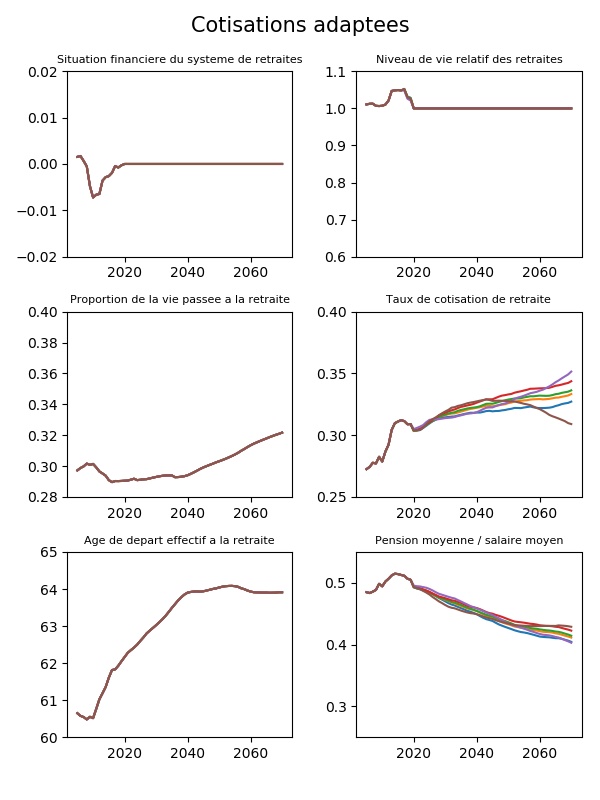 Cotisations adaptees
Situation financiere du systeme de retraites
Niveau de vie relatif des retraites
0.02
0.01
0.00
−0.01
−0.02
2020 2040 2060
1.1
1.0
0.9
0.8
0.7
0.6
2020 2040 2060
Proportion de la vie passee a la retraite
Taux de cotisation de retraite
0.40
0.38
0.36
0.34
0.32
0.30
0.28
2020 2040 2060
0.40
0.35
0.30
0.25
2020 2040 2060
Age de depart effectif a la retraite
Pension moyenne / salaire moyen
65
64
63
62
61
60
2020 2040 2060
0.5
0.4
0.3
2020 2040 2060